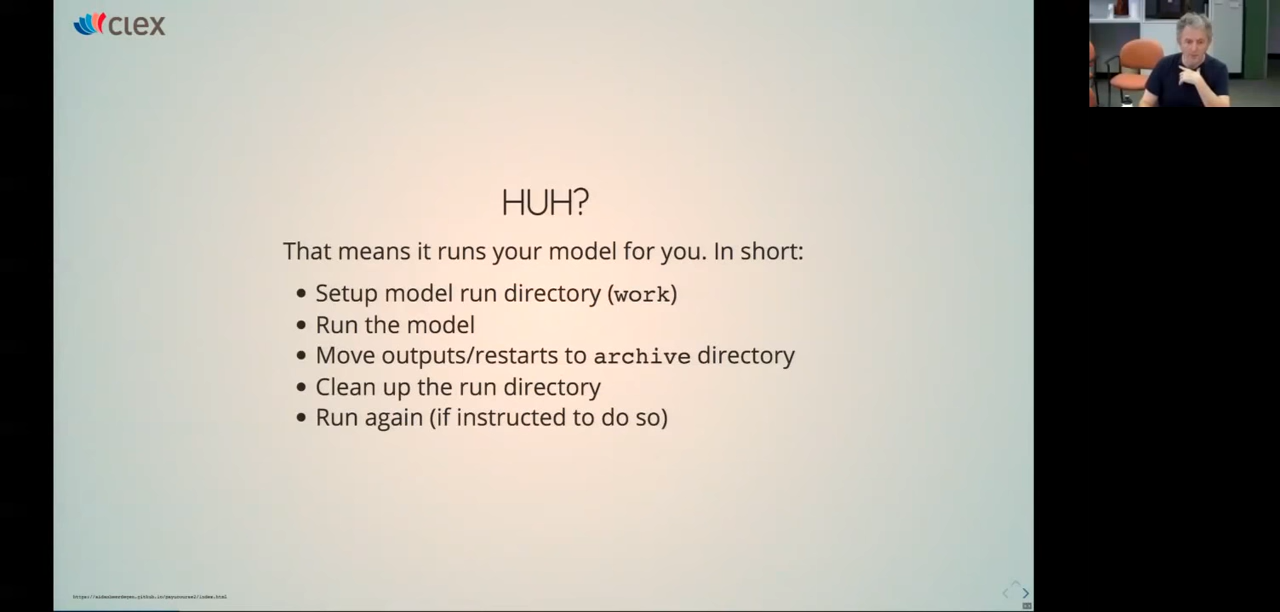 CLEX
HUH?
That means it runs your model for you. In short:
• Setup model run directory (work)
• Run the model
• Move outputs/restarts to archive directory
• Clean up the run directory
• Run again (if instructed to do so)